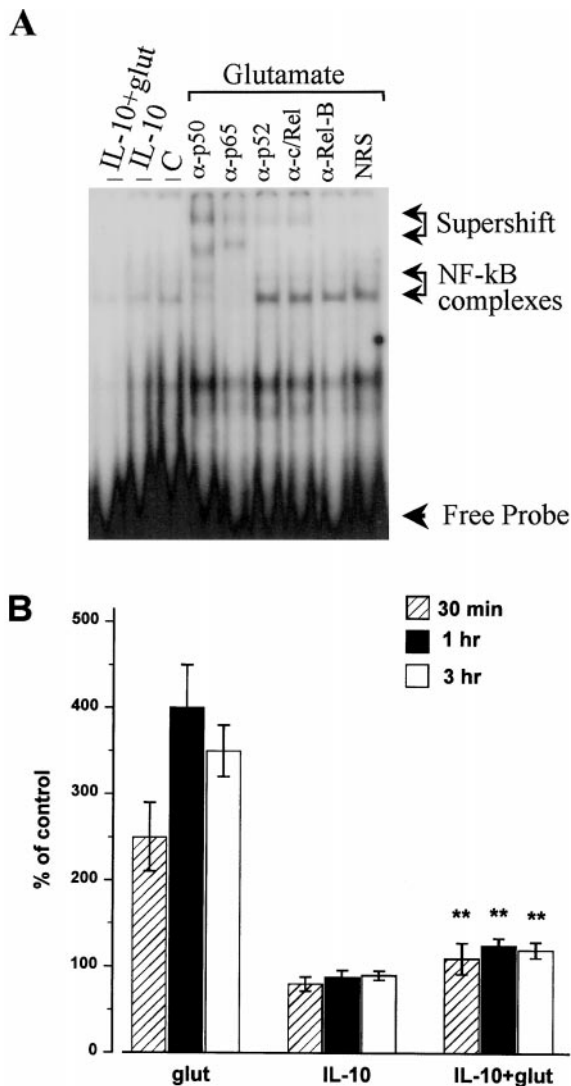 A
Glutamate
IL-10+glut
IL-10
C
α-p50
α-p65
α-p52
α-c/Rel
α-Rel-B
NRS
Supershift
NF-kB
complexes
Free Probe
B
500
400
300
200
100
0
% of control
30 min
1 hr
3 hr
** ** **
glut IL-10 IL-10+glut